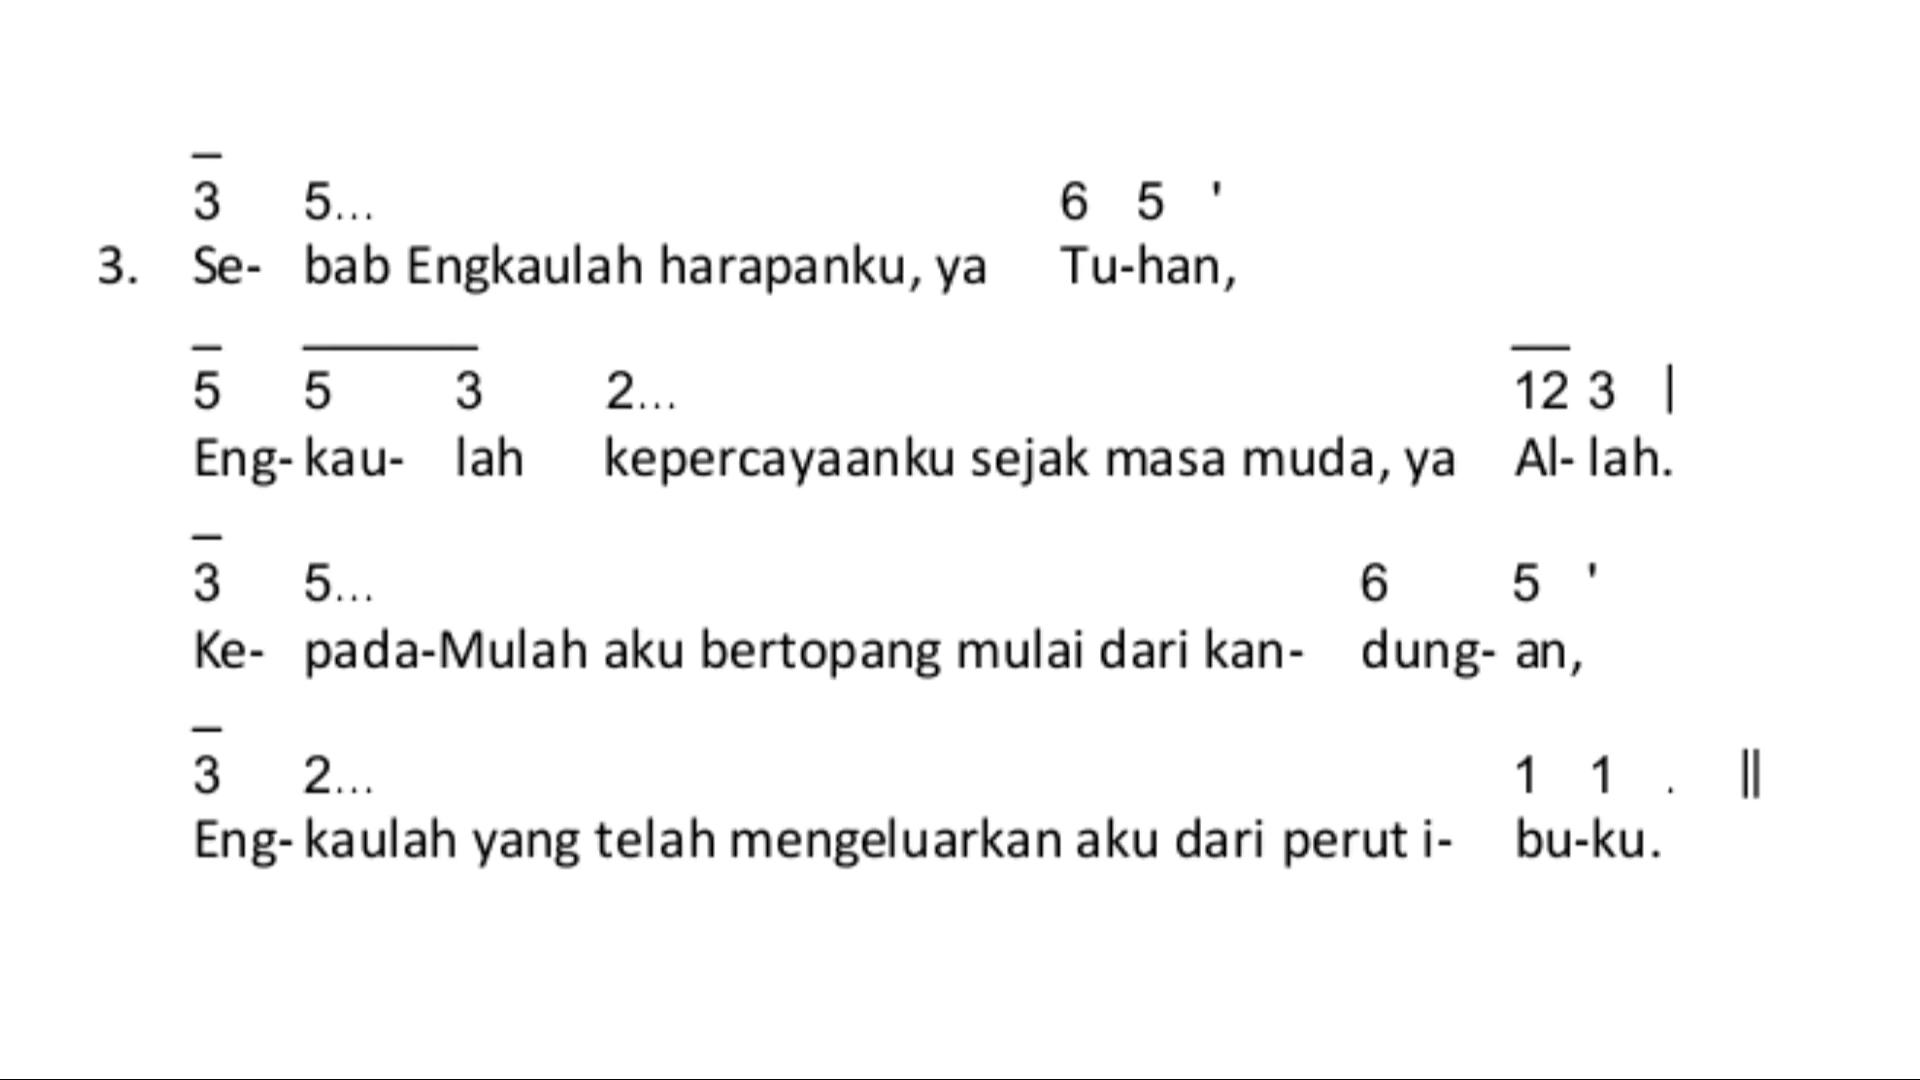 3 5... 6 5 '
3. Se- bab Engkaulah harapanku, ya Tu-han,
5 5 3 2... 12 3 |
Eng- kau- lah kepercayaanku sejak masa muda, ya Al- lah.
3 5... 6 5 '
Ke- pada-Mulah aku bertopang mulai dari kan- dung- an,
3 2... 1 1 . ||
Eng- kaulah yang telah mengeluarkan aku dari perut i- bu-ku.